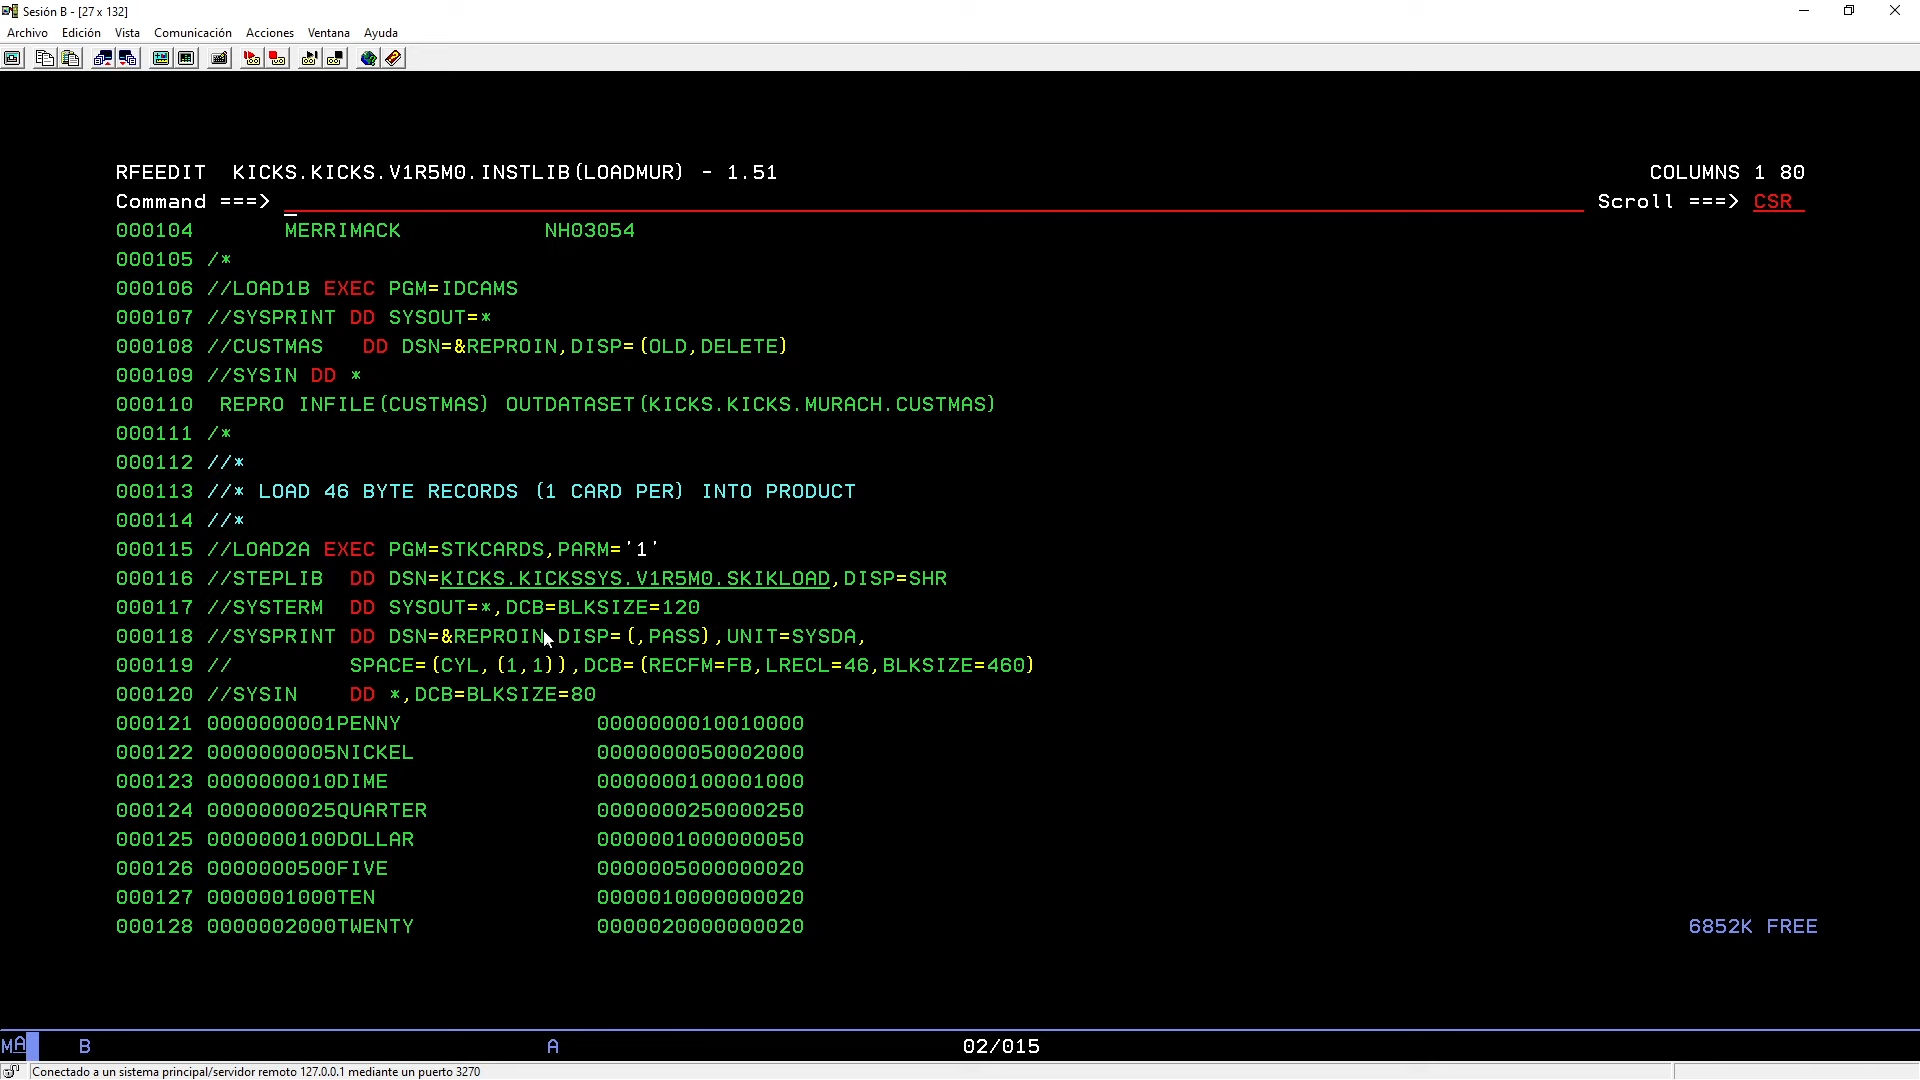 Sesión B - [27 x 132]
Archivo Edición Vista Comunicación Acciones Ventana Ayuda
RFEEDIT  KICKS.KICKS.V1R5M0.INSTLIB(LOADMUR) - 1.51 COLUMNS 1 80
Command ===> Scroll ===> CSR
000104       MERRIMACK           NH03054
000105 /*
000106 //LOAD1B EXEC PGM=IDCAMS
000107 //SYSPRINT DD SYSOUT=*
000108 //CUSTMAS   DD DSN=&REPROIN,DISP=(OLD,DELETE)
000109 //SYSIN DD *
000110  REPRO INFILE(CUSTMAS) OUTDATASET(KICKS.KICKS.MURACH.CUSTMAS)
000111 /*
000112 //*
000113 //* LOAD 46 BYTE RECORDS (1 CARD PER) INTO PRODUCT
000114 //*
000115 //LOAD2A EXEC PGM=STKCARDS,PARM='1'
000116 //STEPLIB  DD DSN=KICKS.KICKSSYS.V1R5M0.SKIKLOAD,DISP=SHR
000117 //SYSTERM  DD SYSOUT=*,DCB=BLKSIZE=120
000118 //SYSPRINT DD DSN=&REPROIN,DISP=(,PASS),UNIT=SYSDA,
000119 //         SPACE=(CYL,(1,1)),DCB=(RECFM=FB,LRECL=46,BLKSIZE=460)
000120 //SYSIN    DD *,DCB=BLKSIZE=80
000121 0000000001PENNY               0000000010010000
000122 0000000005NICKEL              0000000050002000
000123 0000000010DIME                0000000100001000
000124 0000000025QUARTER             0000000250000250
000125 0000000100DOLLAR              0000001000000050
000126 0000000500FIVE                0000005000000020
000127 0000001000TEN                 0000010000000020
000128 0000002000TWENTY              0000020000000020 6852K FREE
MA B A 02/015
Conectado a un sistema principal/servidor remoto 127.0.0.1 mediante un puerto 3270